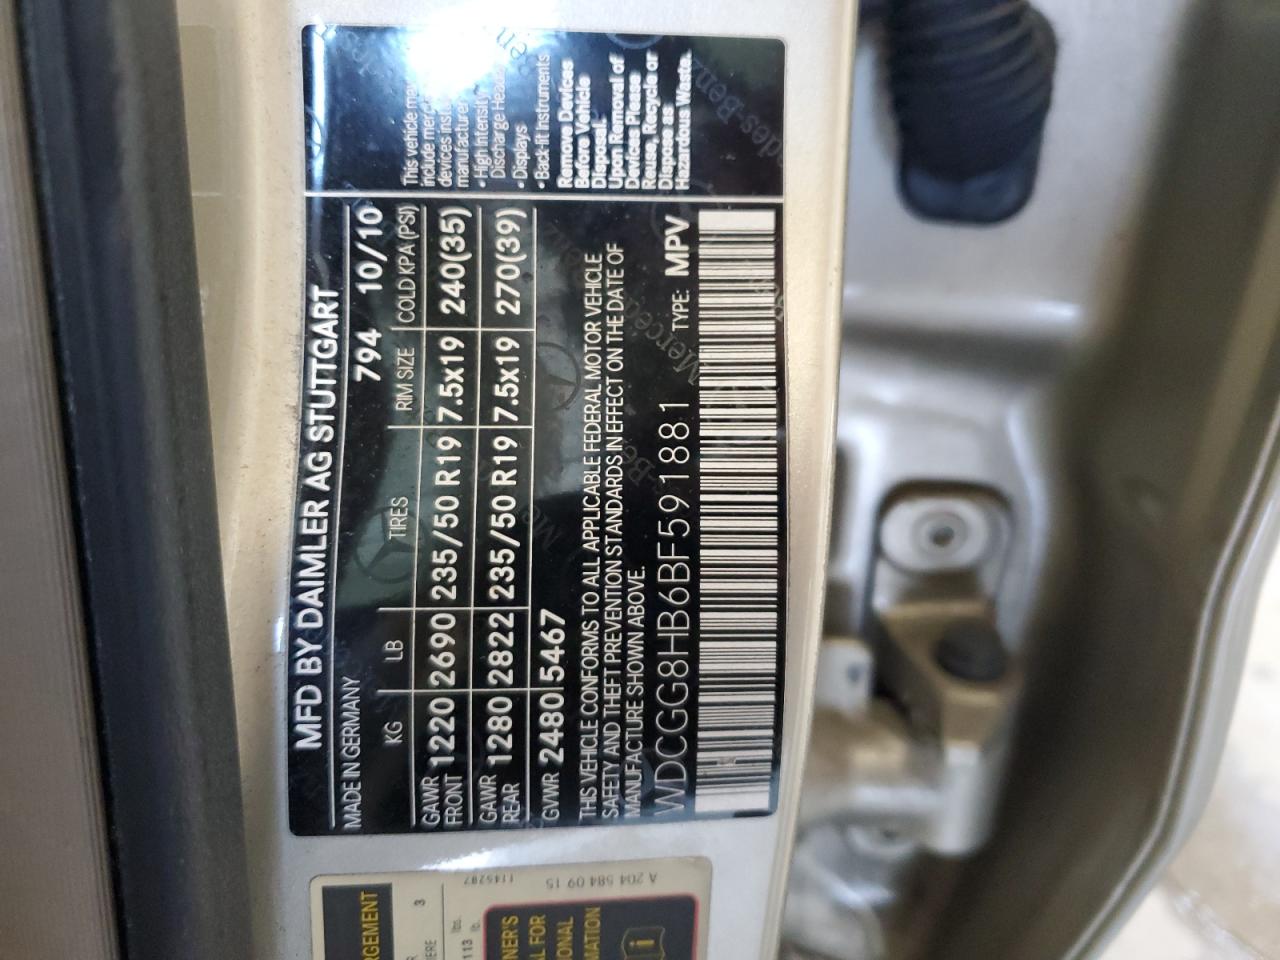 MFD BY DAIMLER AG STUTTGART
MADE IN GERMANY 794 10/10
KG LB TIRES RIM SIZE COLD KPA (PSI)
GAWR FRONT 1220 2690 235/50 R19 7.5x19 240(35)
GAWR REAR 1280 2822 235/50 R19 7.5x19 270(39)
GVWR 2480 5467
THIS VEHICLE CONFORMS TO ALL APPLICABLE FEDERAL MOTOR VEHICLE
SAFETY AND THEFT PREVENTION STANDARDS IN EFFECT ON THE DATE OF
MANUFACTURE SHOWN ABOVE.
WDCGG8HB6BF591881 TYPE: MPV
This vehicle
include
devices
manufacturer
• High Intensity
Discharge
• Displays
• Back-lit Instruments
Remove Devices
Before Vehicle
Disposal.
Upon Removal of
Devices Please
Reuse, Recycle or
Dispose as
Hazardous Waste.
A 204 584 09 15
1145287
3
lbs.
113 lb.